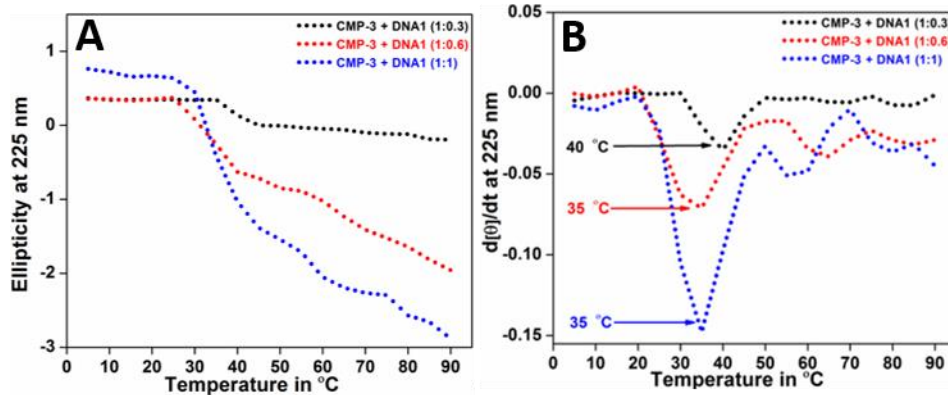 A
CMP-3 + DNA1 (1:0.3)
CMP-3 + DNA1 (1:0.6)
CMP-3 + DNA1 (1:1)
Ellipticity at 225 nm
1
0
-1
-2
-3
0 10 20 30 40 50 60 70 80 90
Temperature in °C
B
CMP-3 + DNA1 (1:0.3)
CMP-3 + DNA1 (1:0.6)
CMP-3 + DNA1 (1:1)
d[θ]/dt at 225 nm
0.05
0.00
-0.05
-0.10
-0.15
40 °C
35 °C
35 °C
0 10 20 30 40 50 60 70 80 90
Temperature in °C